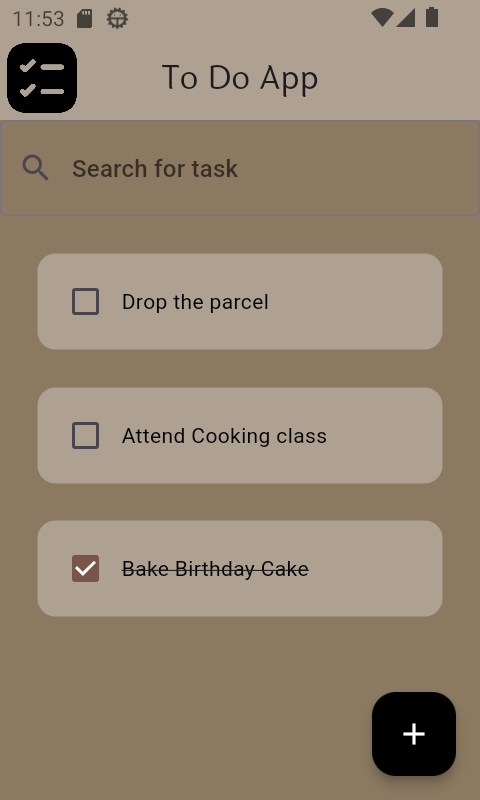 11:53
To Do App
Search for task
Drop the parcel
Attend Cooking class
Bake Birthday Cake